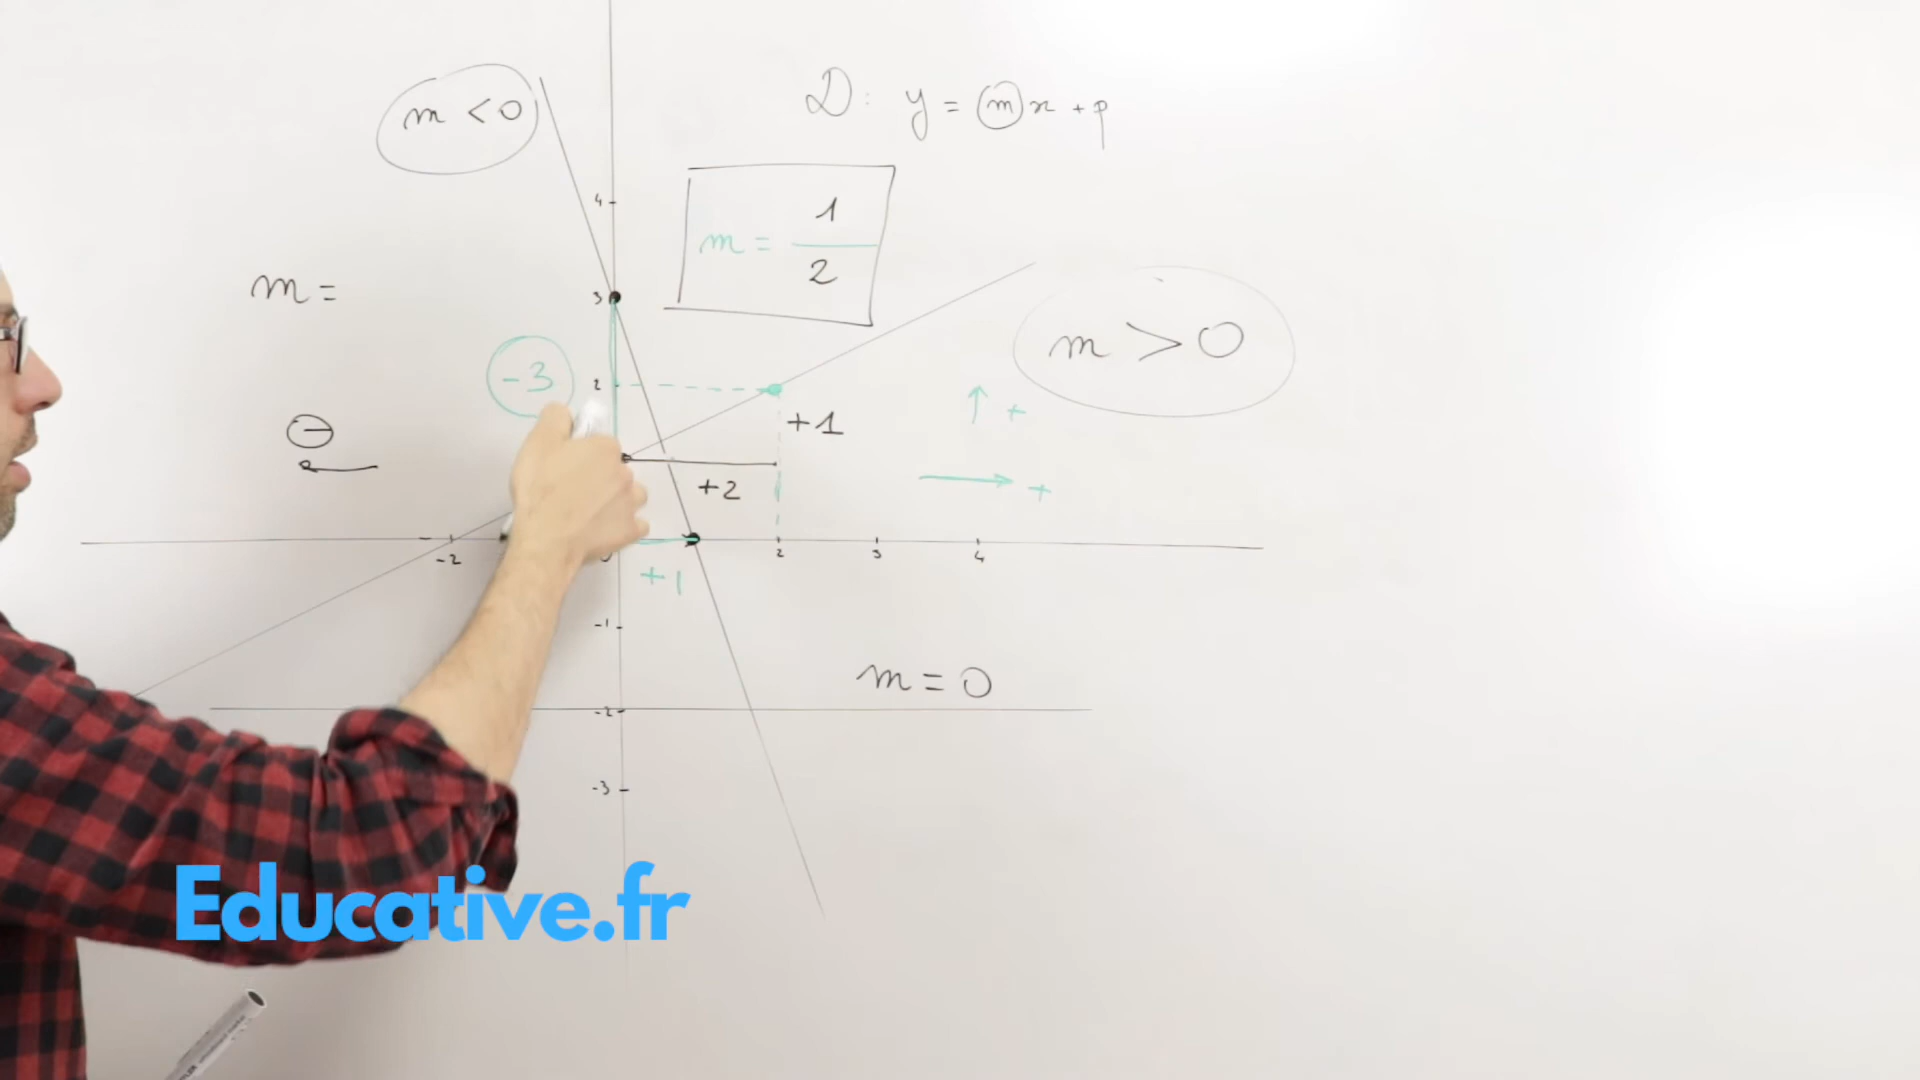 m < 0
D : y = m x + p
4
1
m =
2
m =
3
m > 0
-3
2
+1
↑ +
⊖
+2
→ +
-2
2
3
4
+1
-1
m = 0
-2
-3
Educative.fr